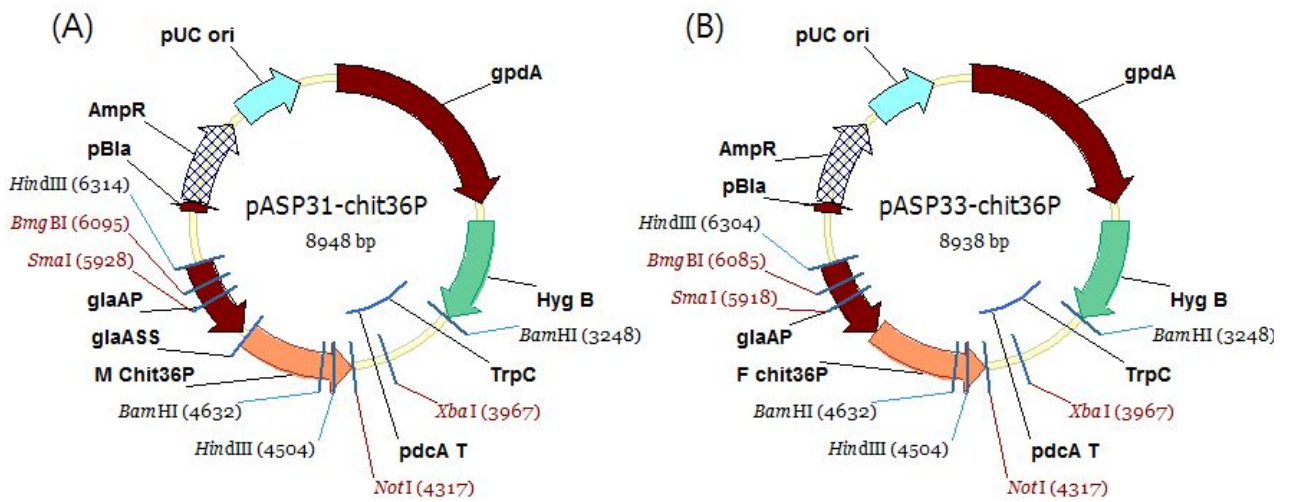 (A)
pUC ori
gpdA
AmpR
pBla
HindIII (6314)
BmgBI (6095)
SmaI (5928)
glaAP
glaASS
M Chit36P
BamHI (4632)
HindIII (4504)
NotI (4317)
pdcA T
XbaI (3967)
TrpC
BamHI (3248)
Hyg B
pASP31-chit36P
8948 bp
(B)
pUC ori
gpdA
AmpR
pBla
HindIII (6304)
BmgBI (6085)
SmaI (5918)
glaAP
F chit36P
BamHI (4632)
HindIII (4504)
NotI (4317)
pdcA T
XbaI (3967)
TrpC
BamHI (3248)
Hyg B
pASP33-chit36P
8938 bp